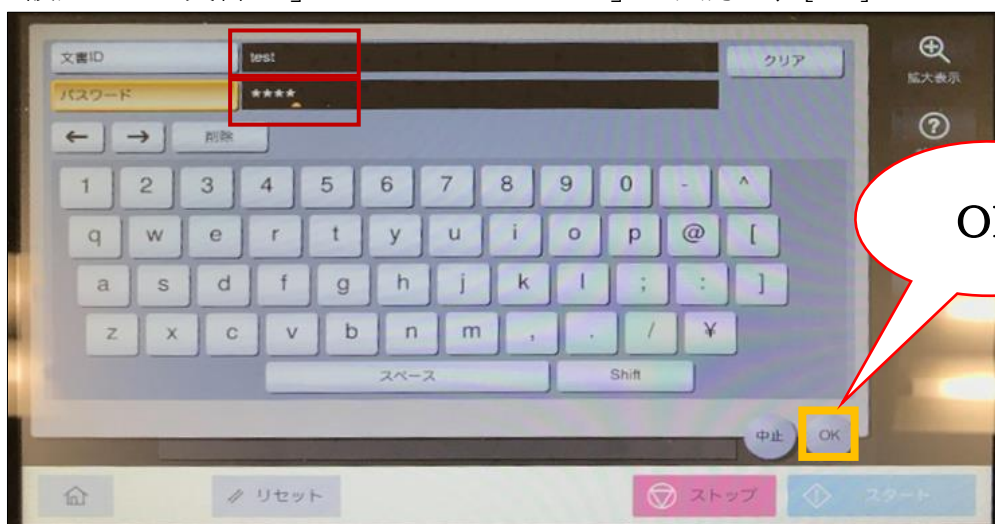 文書ID test クリア
拡大表示
パスワード ****
← → 削除
1 2 3 4 5 6 7 8 9 0 - ^
q w e r t y u i o p @ [
O
a s d f g h j k l ; : ]
z x c v b n m , . / ¥
スペース Shift
中止 OK
リセット ストップ スタート